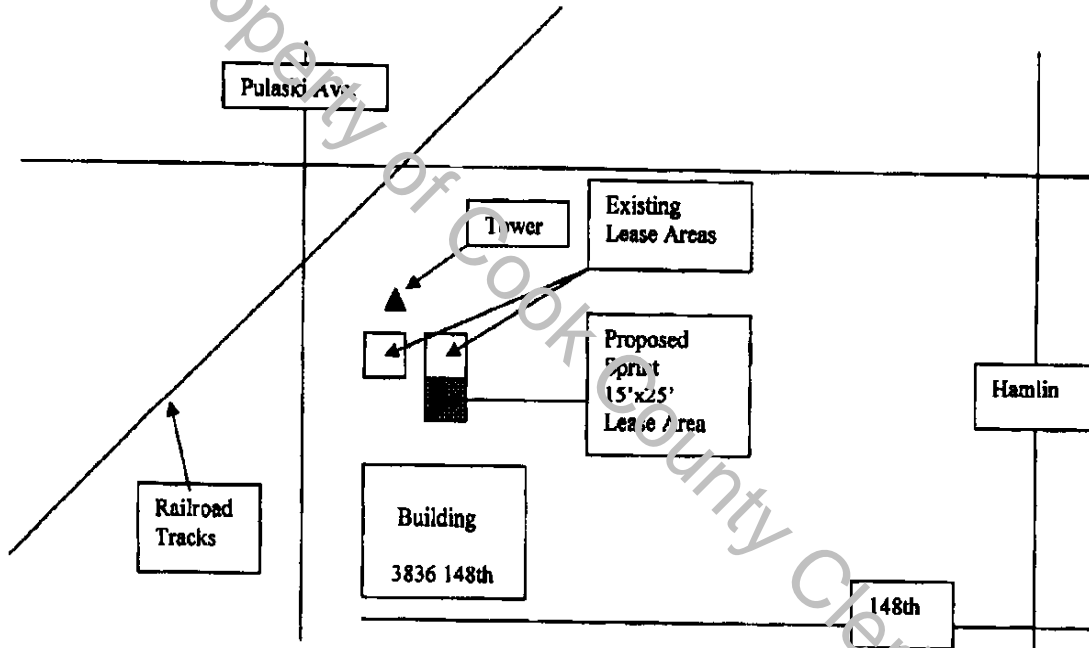 Property of Cook County Cler
Pulaski Ave.
Tower
Existing
Lease Areas
Proposed
Sprint
15'x25'
Lease Area
Hamlin
Railroad
Tracks
Building
3836 148th
148th